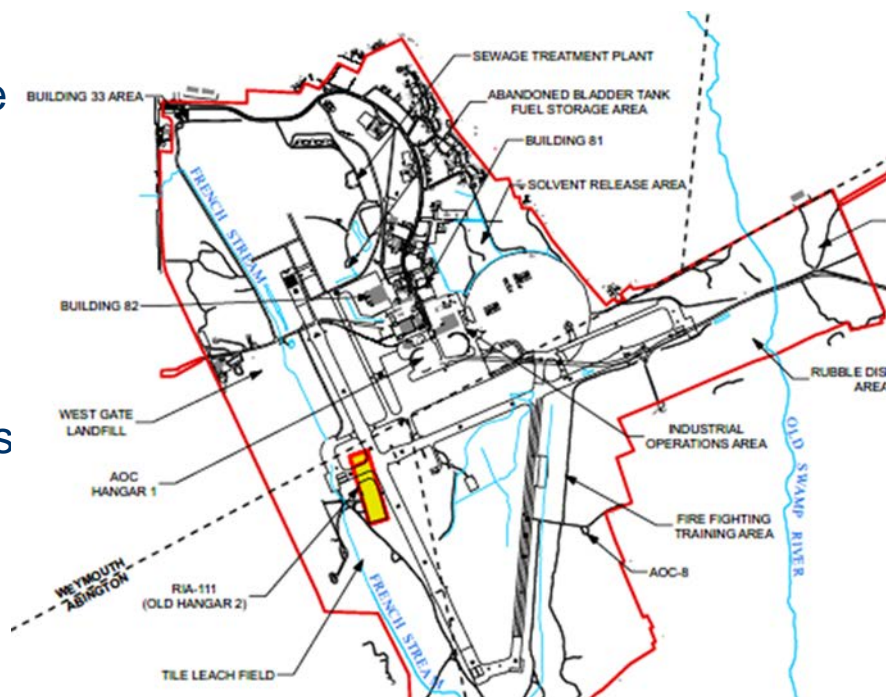 SEWAGE TREATMENT PLANT
BUILDING 33 AREA
ABANDONED BLADDER TANK
FUEL STORAGE AREA
BUILDING 81
SOLVENT RELEASE AREA
FRENCH STREAM
BUILDING 82
RUBBLE DIS
AREA
WEST GATE
LANDFILL
INDUSTRIAL
OPERATIONS AREA
OLD SWAMP RIVER
AOC
HANGAR 1
FIRE FIGHTING
TRAINING AREA
AOC-8
WEYMOUTH
ABINGTON
RIA-111
(OLD HANGAR 2)
FRENCH STREAM
TILE LEACH FIELD
e
s